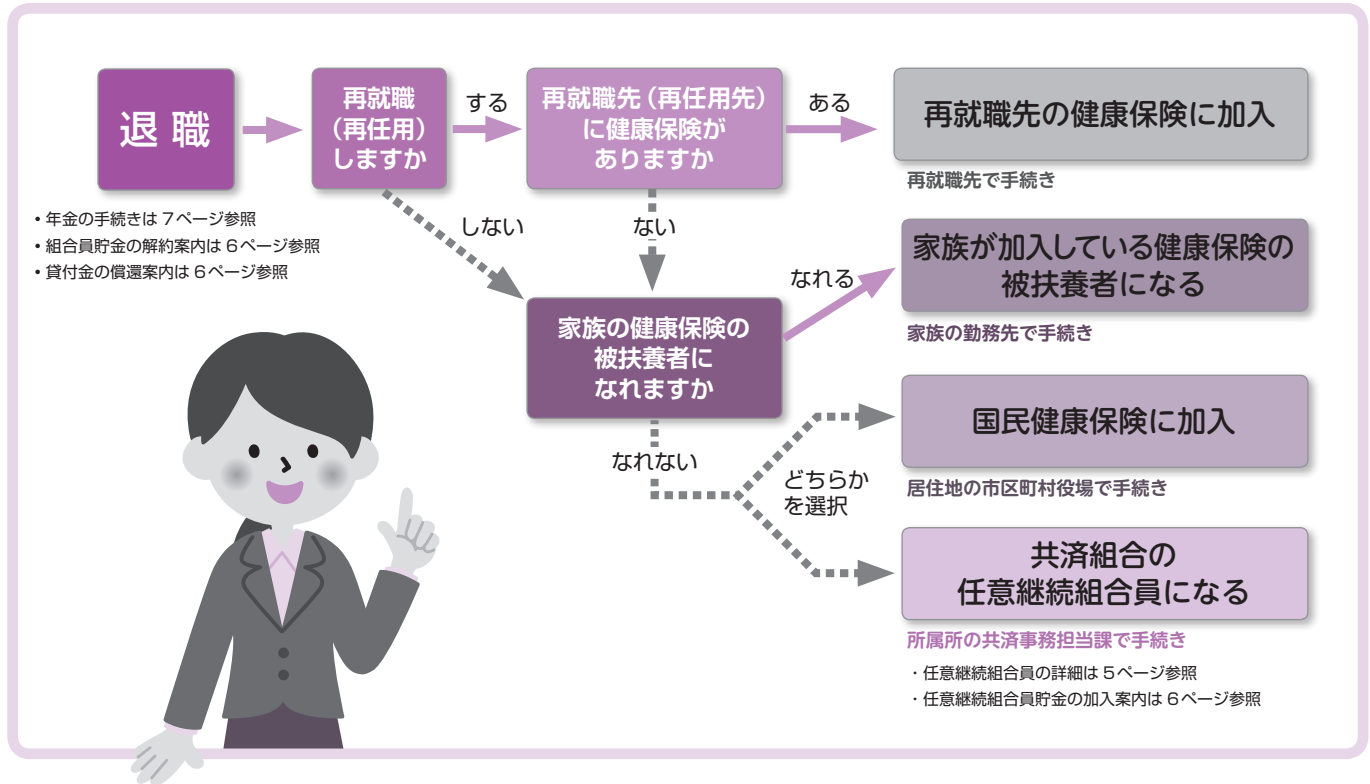 退職
再就職
（再任用）
しますか
する
再就職先（再任用先）
に健康保険が
ありますか
ある
再就職先の健康保険に加入
再就職先で手続き
・年金の手続きは 7ページ参照
・組合員貯金の解約案内は 6ページ参照
・貸付金の償還案内は 6ページ参照
しない
ない
家族の健康保険の
被扶養者に
なれますか
なれる
家族が加入している健康保険の
被扶養者になる
家族の勤務先で手続き
なれない
どちらか
を選択
国民健康保険に加入
居住地の市区町村役場で手続き
共済組合の
任意継続組合員になる
所属所の共済事務担当課で手続き
・任意継続組合員の詳細は 5ページ参照
・任意継続組合員貯金の加入案内は 6ページ参照